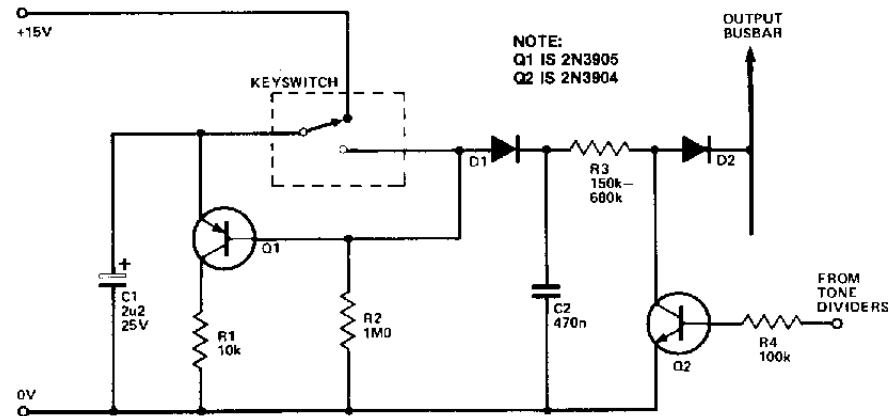 +15V
NOTE:
Q1 IS 2N3905
Q2 IS 2N3904
OUTPUT
BUSBAR
KEYSWITCH
D1
R3
150k–
680k
D2
Q1
+
C1
2u2
25V
R1
10k
R2
1M0
C2
470n
Q2
R4
100k
FROM
TONE
DIVIDERS
0V